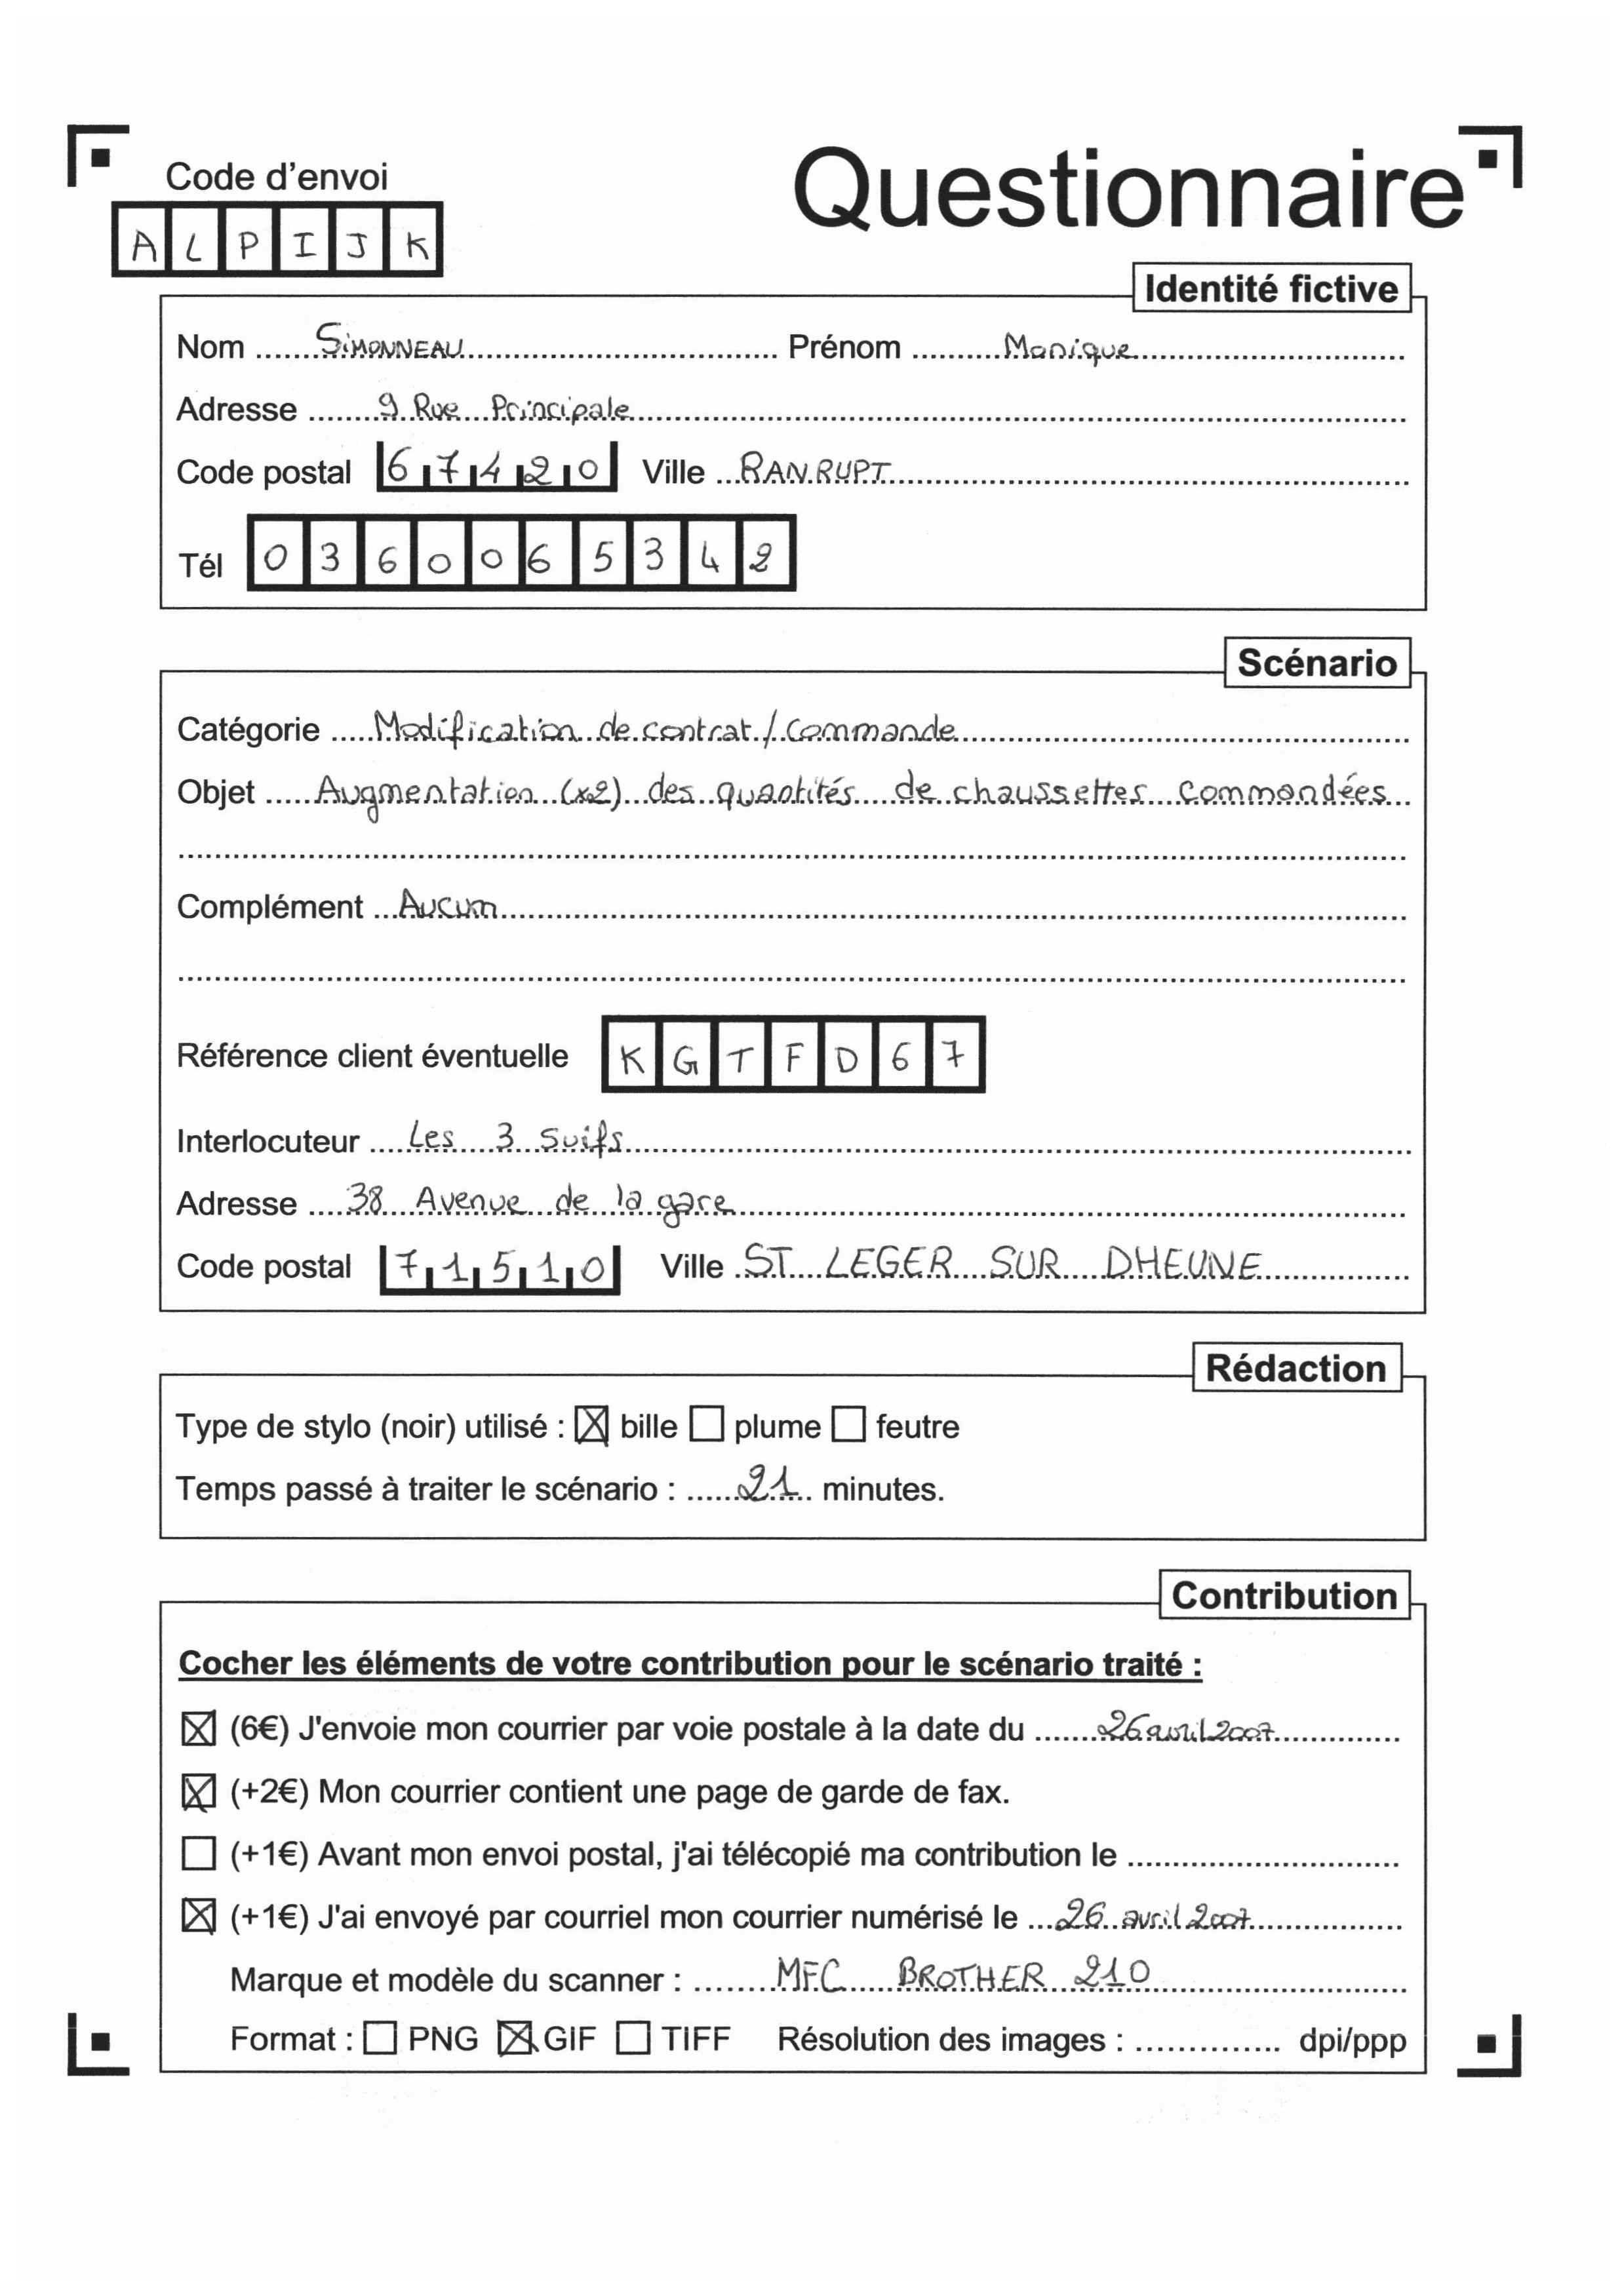 Code d'envoi
Questionnaire
ALPIJK
Identité fictive
Nom SIMONNEAU Prénom Monique
Adresse 9 Rue Principale
Code postal 67420 Ville RANRUPT
Tél 0360065342
Scénario
Catégorie Modification de contrat / commande
Objet Augmentation (x2) des quantités de chaussettes commandées
Complément Aucum
Référence client éventuelle KGTFD67
Interlocuteur Les 3 suifs
Adresse 38 Avenue de la gare
Code postal 71510 Ville ST LEGER SUR DHEUNE
Rédaction
Type de stylo (noir) utilisé : ☒ bille ☐ plume ☐ feutre
Temps passé à traiter le scénario : 21 minutes.
Contribution
Cocher les éléments de votre contribution pour le scénario traité :
☒ (6€) J'envoie mon courrier par voie postale à la date du 26 avril 2007
☒ (+2€) Mon courrier contient une page de garde de fax.
☐ (+1€) Avant mon envoi postal, j'ai télécopié ma contribution le
☒ (+1€) J'ai envoyé par courriel mon courrier numérisé le 26 avril 2007
Marque et modèle du scanner : MFC BROTHER 210
Format : ☐ PNG ☒ GIF ☐ TIFF Résolution des images : dpi/ppp